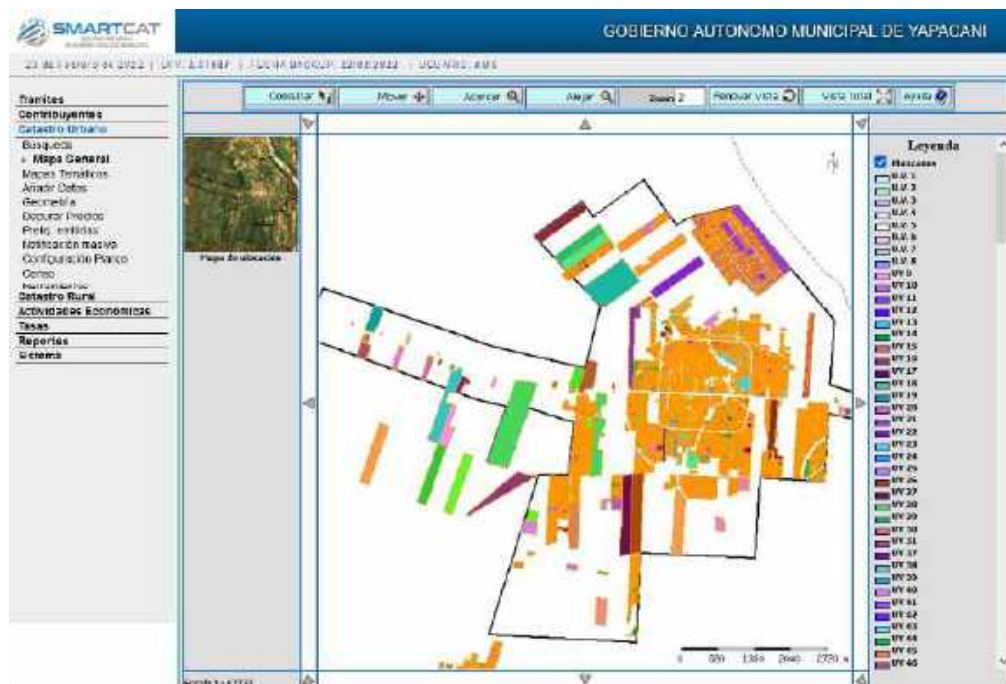 SMARTCAT
GOBIERNO AUTONOMO MUNICIPAL DE YAPACANI
Tramites
Contribuyentes
Catastro Urbano
Busqueda
Mapa General
Mapas Temáticos
Añadir Datos
Geometría
Depurar Predios
Notificación masiva
Configuración Plano
Censo
Catastro Rural
Actividades Económicas
Tasas
Reportes
Sistema
Consultar
Mover
Acercar
Alejar
Zoom 2
Renovar Vista
Vista Total
Ayuda
Mapa de ubicación
Leyenda
Manzanos
U.V. 1
U.V. 2
U.V. 3
U.V. 4
U.V. 5
U.V. 6
U.V. 7
U.V. 8
UV 9
UV 10
UV 11
UV 12
UV 13
UV 14
UV 15
UV 16
UV 17
UV 18
UV 19
UV 20
UV 21
UV 22
UV 23
UV 24
UV 25
UV 26
UV 27
UV 28
UV 29
UV 30
UV 31
UV 37
UV 38
UV 39
UV 40
UV 41
UV 42
UV 43
UV 44
UV 45
UV 46
0 680 1360 2040 2720